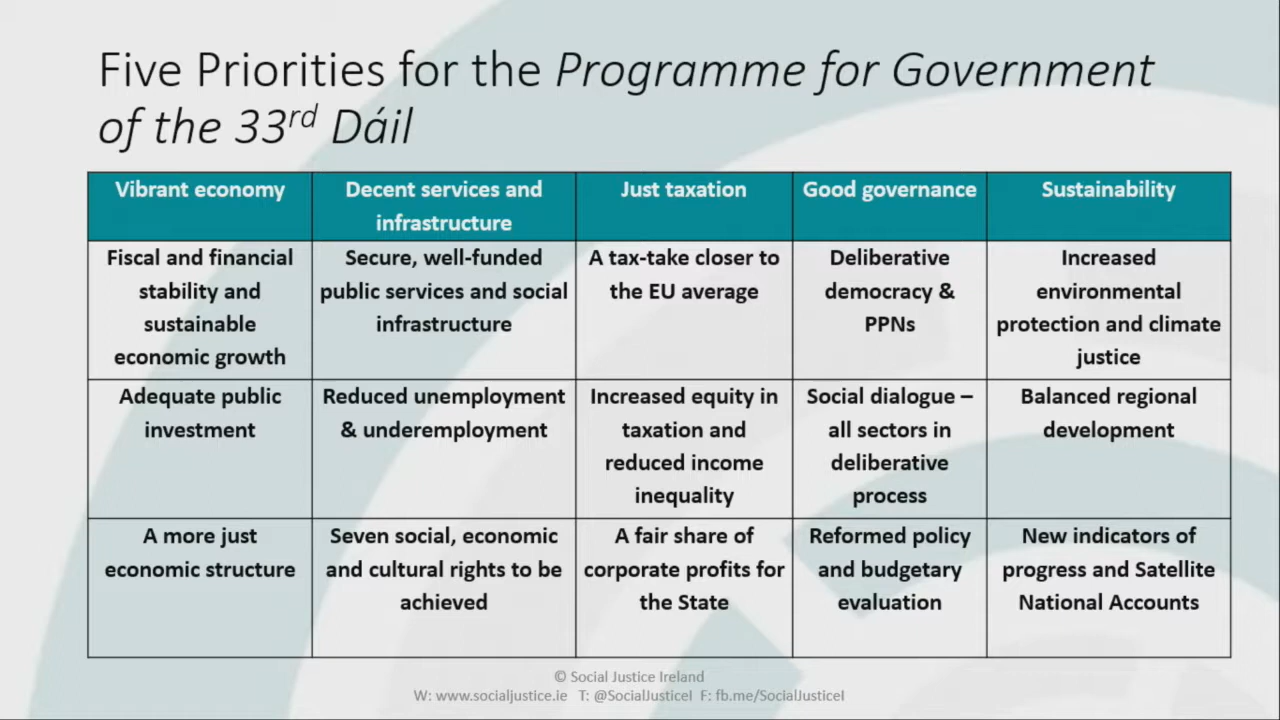 Five Priorities for the Programme for Government
of the 33rd Dáil
Vibrant economy
Decent services and
infrastructure
Just taxation
Good governance
Sustainability
Fiscal and financial
stability and
sustainable
economic growth
Secure, well-funded
public services and social
infrastructure
A tax-take closer to
the EU average
Deliberative
democracy &
PPNs
Increased
environmental
protection and climate
justice
Adequate public
investment
Reduced unemployment
& underemployment
Increased equity in
taxation and
reduced income
inequality
Social dialogue –
all sectors in
deliberative
process
Balanced regional
development
A more just
economic structure
Seven social, economic
and cultural rights to be
achieved
A fair share of
corporate profits for
the State
Reformed policy
and budgetary
evaluation
New indicators of
progress and Satellite
National Accounts
© Social Justice Ireland
W: www.socialjustice.ie T: @SocialJusticeI F: fb.me/SocialJusticeI